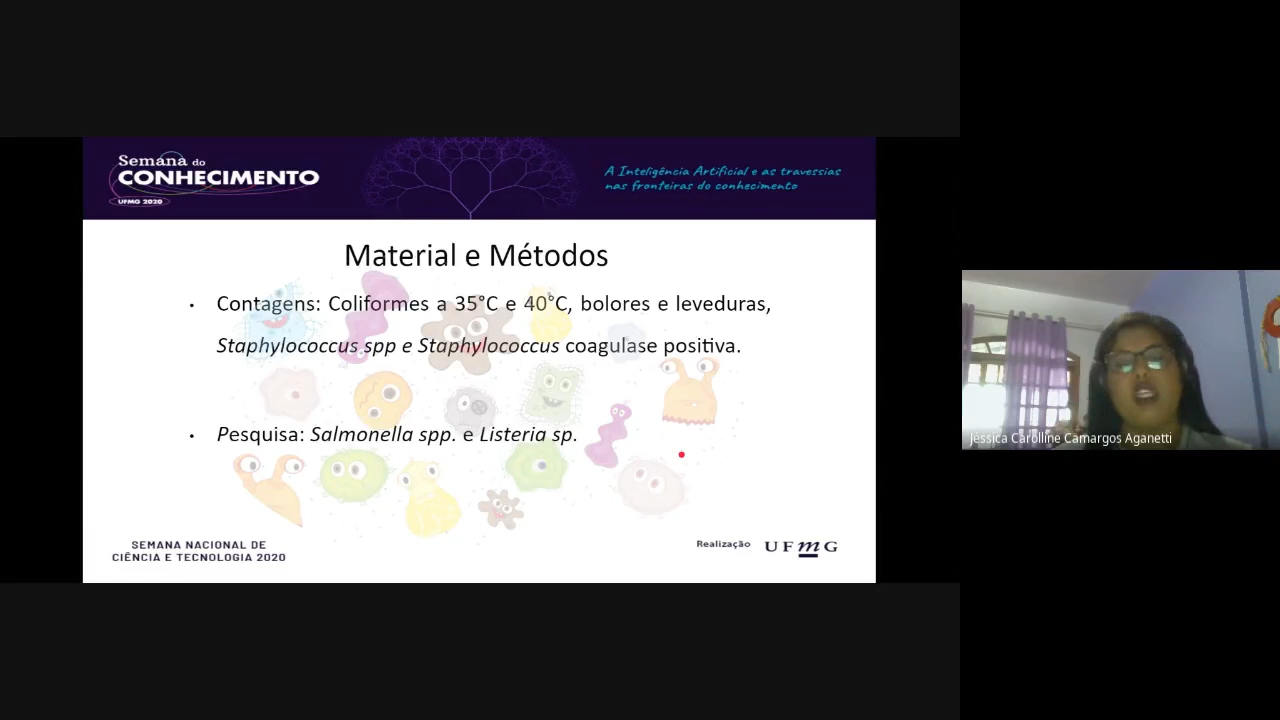 Semana do
CONHECIMENTO
UFMG 2020
A Inteligência Artificial e as travessias
nas fronteiras do conhecimento
Material e Métodos
• Contagens: Coliformes a 35°C e 40°C, bolores e leveduras,
Staphylococcus spp e Staphylococcus coagulase positiva.
• Pesquisa: Salmonella spp. e Listeria sp.
SEMANA NACIONAL DE
CIÊNCIA E TECNOLOGIA 2020
Realização
UFmG
Jéssica Carolline Camargos Aganetti